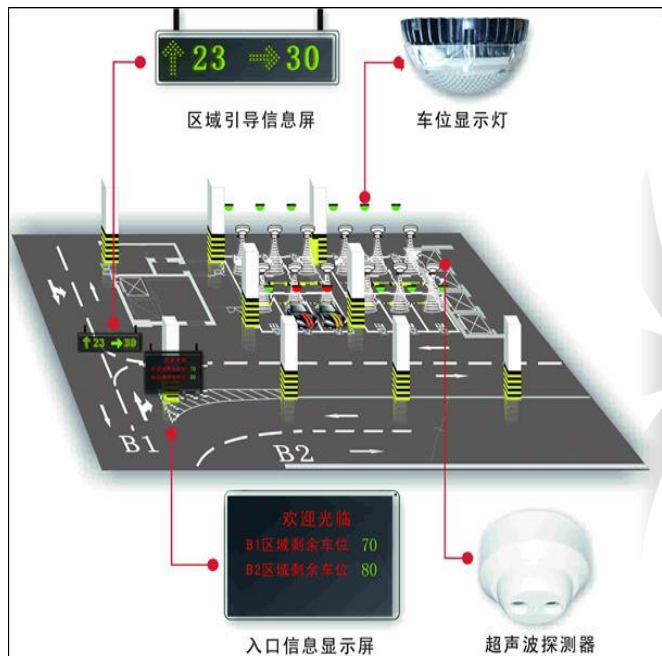 ↑23 →30
区域引导信息屏
车位显示灯
↑23 →30
B1
B2
欢迎光临
B1区域剩余车位 70
B2区域剩余车位 80
入口信息显示屏
超声波探测器